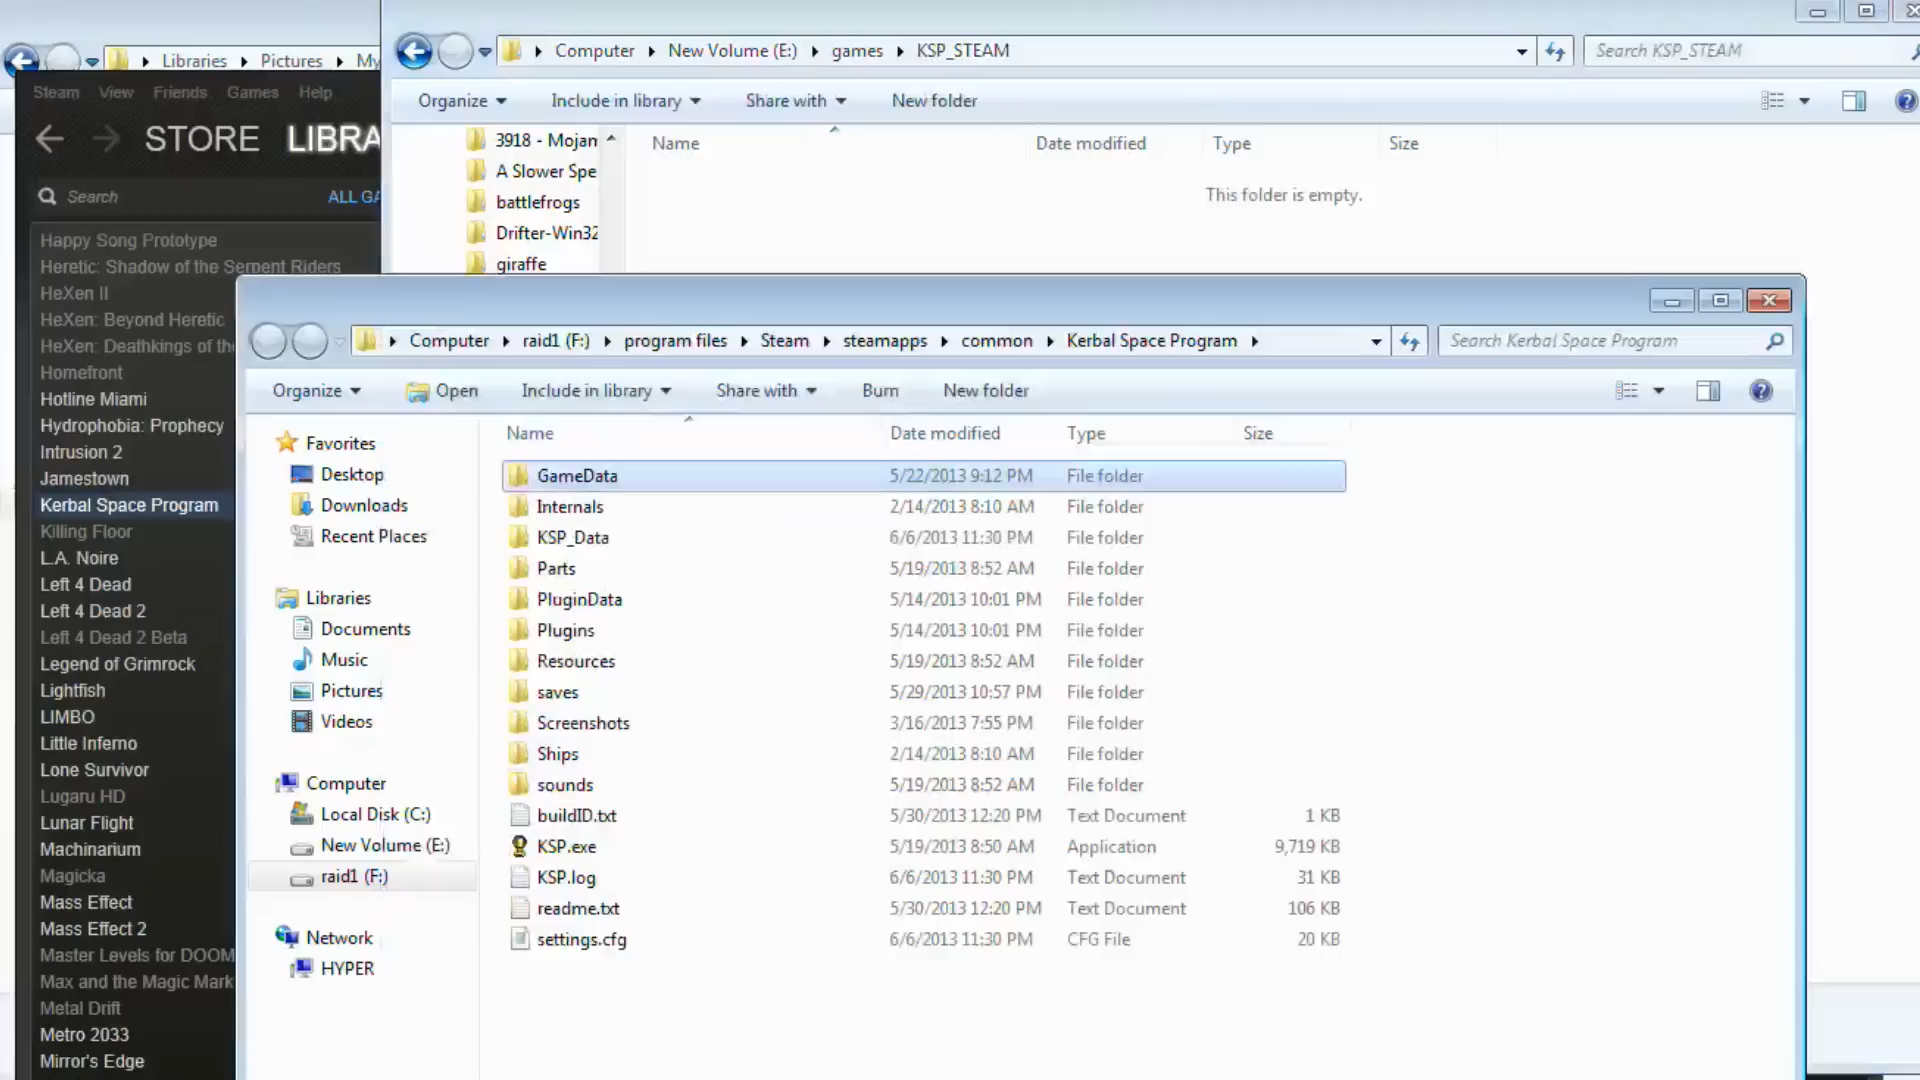 Libraries Pictures My
Computer New Volume (E:) games KSP_STEAM
Search KSP_STEAM
Steam View Friends Games Help
Organize Include in library Share with New folder
STORE LIBRA
Search ALL GA
Name Date modified Type Size
This folder is empty.
3918 - Mojam
A Slower Spe
battlefrogs
Drifter-Win32
giraffe
Happy Song Prototype
Heretic: Shadow of the Serpent Riders
HeXen II
HeXen: Beyond Heretic
HeXen: Deathkings of the
Homefront
Hotline Miami
Hydrophobia: Prophecy
Intrusion 2
Jamestown
Kerbal Space Program
Killing Floor
L.A. Noire
Left 4 Dead
Left 4 Dead 2
Left 4 Dead 2 Beta
Legend of Grimrock
Lightfish
LIMBO
Little Inferno
Lone Survivor
Lugaru HD
Lunar Flight
Machinarium
Magicka
Mass Effect
Mass Effect 2
Master Levels for DOOM
Max and the Magic Mark
Metal Drift
Metro 2033
Mirror's Edge
Computer raid1 (F:) program files Steam steamapps common Kerbal Space Program
Search Kerbal Space Program
Organize Open Include in library Share with Burn New folder
Favorites
Desktop
Downloads
Recent Places
Libraries
Documents
Music
Pictures
Videos
Computer
Local Disk (C:)
New Volume (E:)
raid1 (F:)
Network
HYPER
Name Date modified Type Size
GameData 5/22/2013 9:12 PM File folder
Internals 2/14/2013 8:10 AM File folder
KSP_Data 6/6/2013 11:30 PM File folder
Parts 5/19/2013 8:52 AM File folder
PluginData 5/14/2013 10:01 PM File folder
Plugins 5/14/2013 10:01 PM File folder
Resources 5/19/2013 8:52 AM File folder
saves 5/29/2013 10:57 PM File folder
Screenshots 3/16/2013 7:55 PM File folder
Ships 2/14/2013 8:10 AM File folder
sounds 5/19/2013 8:52 AM File folder
buildID.txt 5/30/2013 12:20 PM Text Document 1 KB
KSP.exe 5/19/2013 8:50 AM Application 9,719 KB
KSP.log 6/6/2013 11:30 PM Text Document 31 KB
readme.txt 5/30/2013 12:20 PM Text Document 106 KB
settings.cfg 6/6/2013 11:30 PM CFG File 20 KB